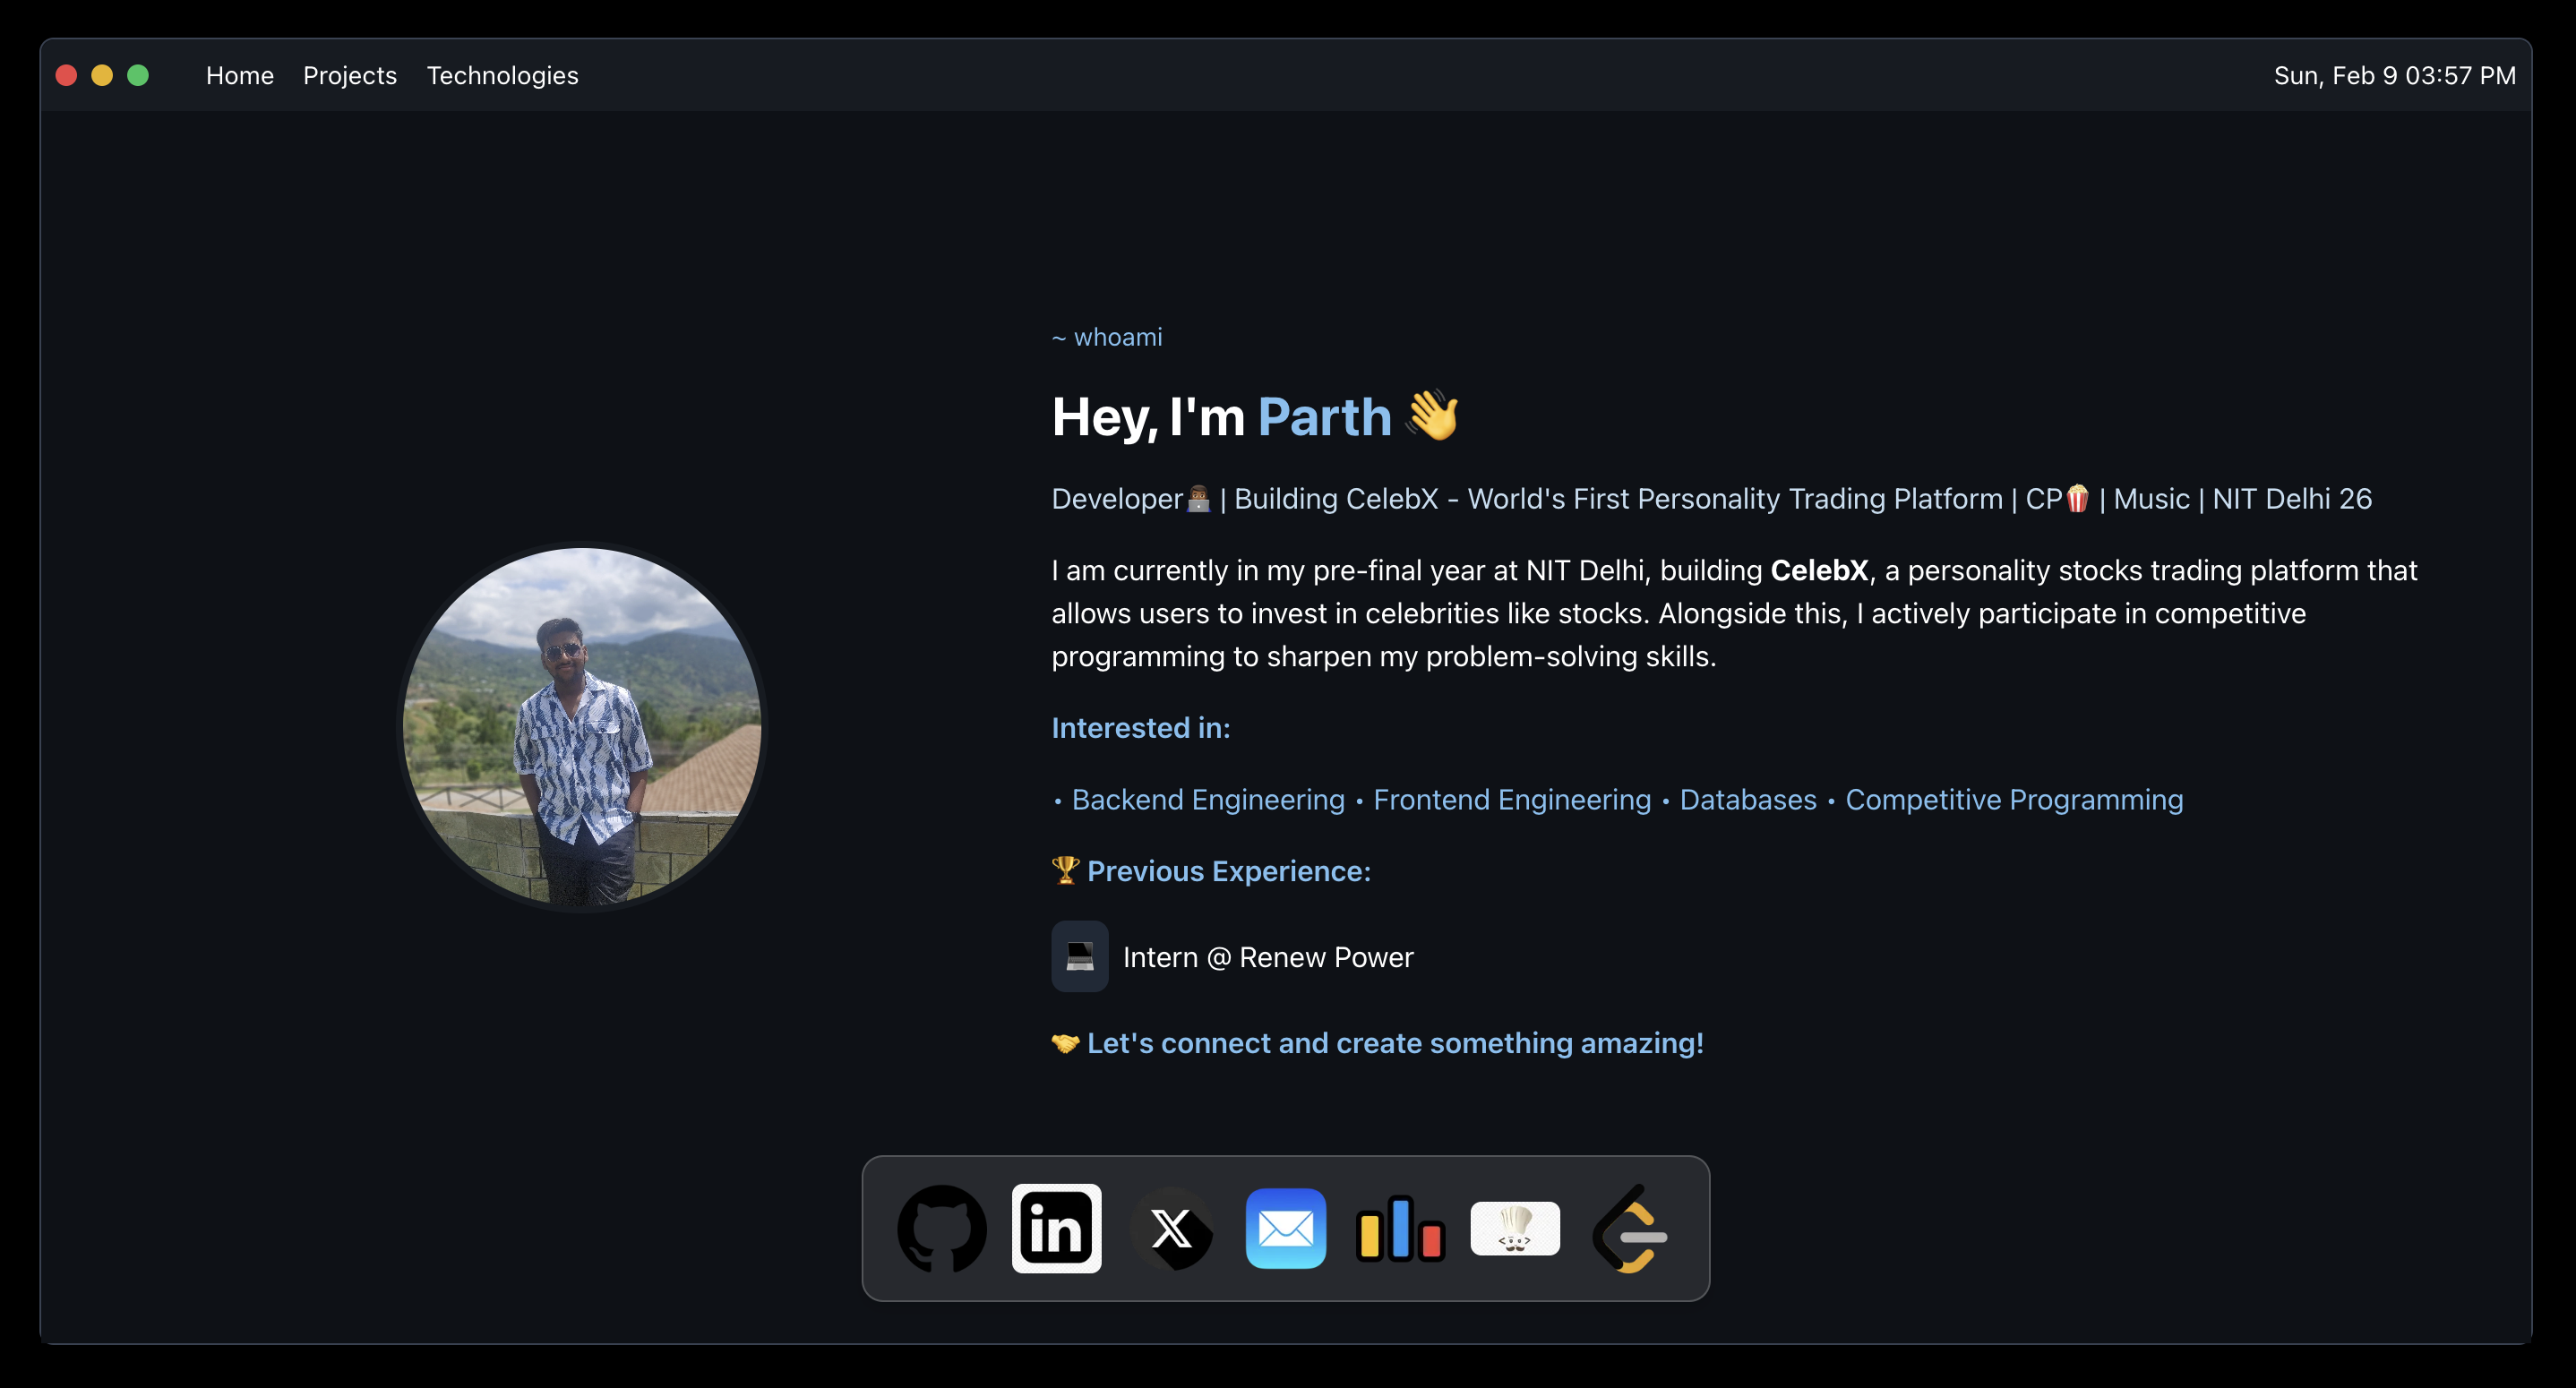 Home Projects Technologies Sun, Feb 9 03:57 PM
~ whoami
Hey, I'm Parth 👋
Developer👨🏾‍💻 | Building CelebX - World's First Personality Trading Platform | CP🍿 | Music | NIT Delhi 26
I am currently in my pre-final year at NIT Delhi, building CelebX, a personality stocks trading platform that
allows users to invest in celebrities like stocks. Alongside this, I actively participate in competitive
programming to sharpen my problem-solving skills.
Interested in:
• Backend Engineering • Frontend Engineering • Databases • Competitive Programming
🏆 Previous Experience:
💻 Intern @ Renew Power
🤝 Let's connect and create something amazing!
in X